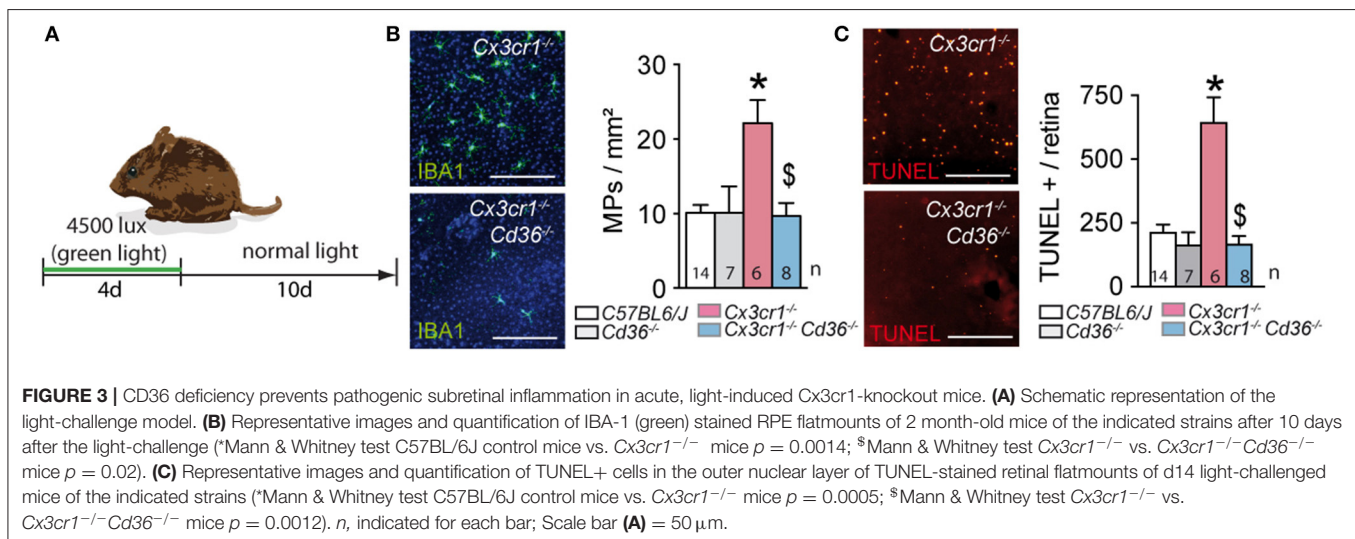 A
4500 lux
(green light)
normal light
4d
10d
B
Cx3cr1-/-
IBA1
Cx3cr1-/-
Cd36-/-
IBA1
MPs / mm²
30
20
10
0
*
$
14
7
6
8
n
C57BL6/J
Cx3cr1-/-
Cd36-/-
Cx3cr1-/- Cd36-/-
C
TUNEL
Cx3cr1-/-
Cx3cr1-/-
Cd36-/-
TUNEL
TUNEL + / retina
750
500
250
0
*
$
14
7
6
8
n
C57BL6/J
Cx3cr1-/-
Cd36-/-
Cx3cr1-/- Cd36-/-
FIGURE 3 | CD36 deficiency prevents pathogenic subretinal inflammation in acute, light-induced Cx3cr1-knockout mice. (A) Schematic representation of the
light-challenge model. (B) Representative images and quantification of IBA-1 (green) stained RPE flatmounts of 2 month-old mice of the indicated strains after 10 days
after the light-challenge (*Mann & Whitney test C57BL/6J control mice vs. Cx3cr1−/− mice p = 0.0014; $Mann & Whitney test Cx3cr1−/− vs. Cx3cr1−/−Cd36−/−
mice p = 0.02). (C) Representative images and quantification of TUNEL+ cells in the outer nuclear layer of TUNEL-stained retinal flatmounts of d14 light-challenged
mice of the indicated strains (*Mann & Whitney test C57BL/6J control mice vs. Cx3cr1−/− mice p = 0.0005; $Mann & Whitney test Cx3cr1−/− vs.
Cx3cr1−/−Cd36−/− mice p = 0.0012). n, indicated for each bar; Scale bar (A) = 50 µm.